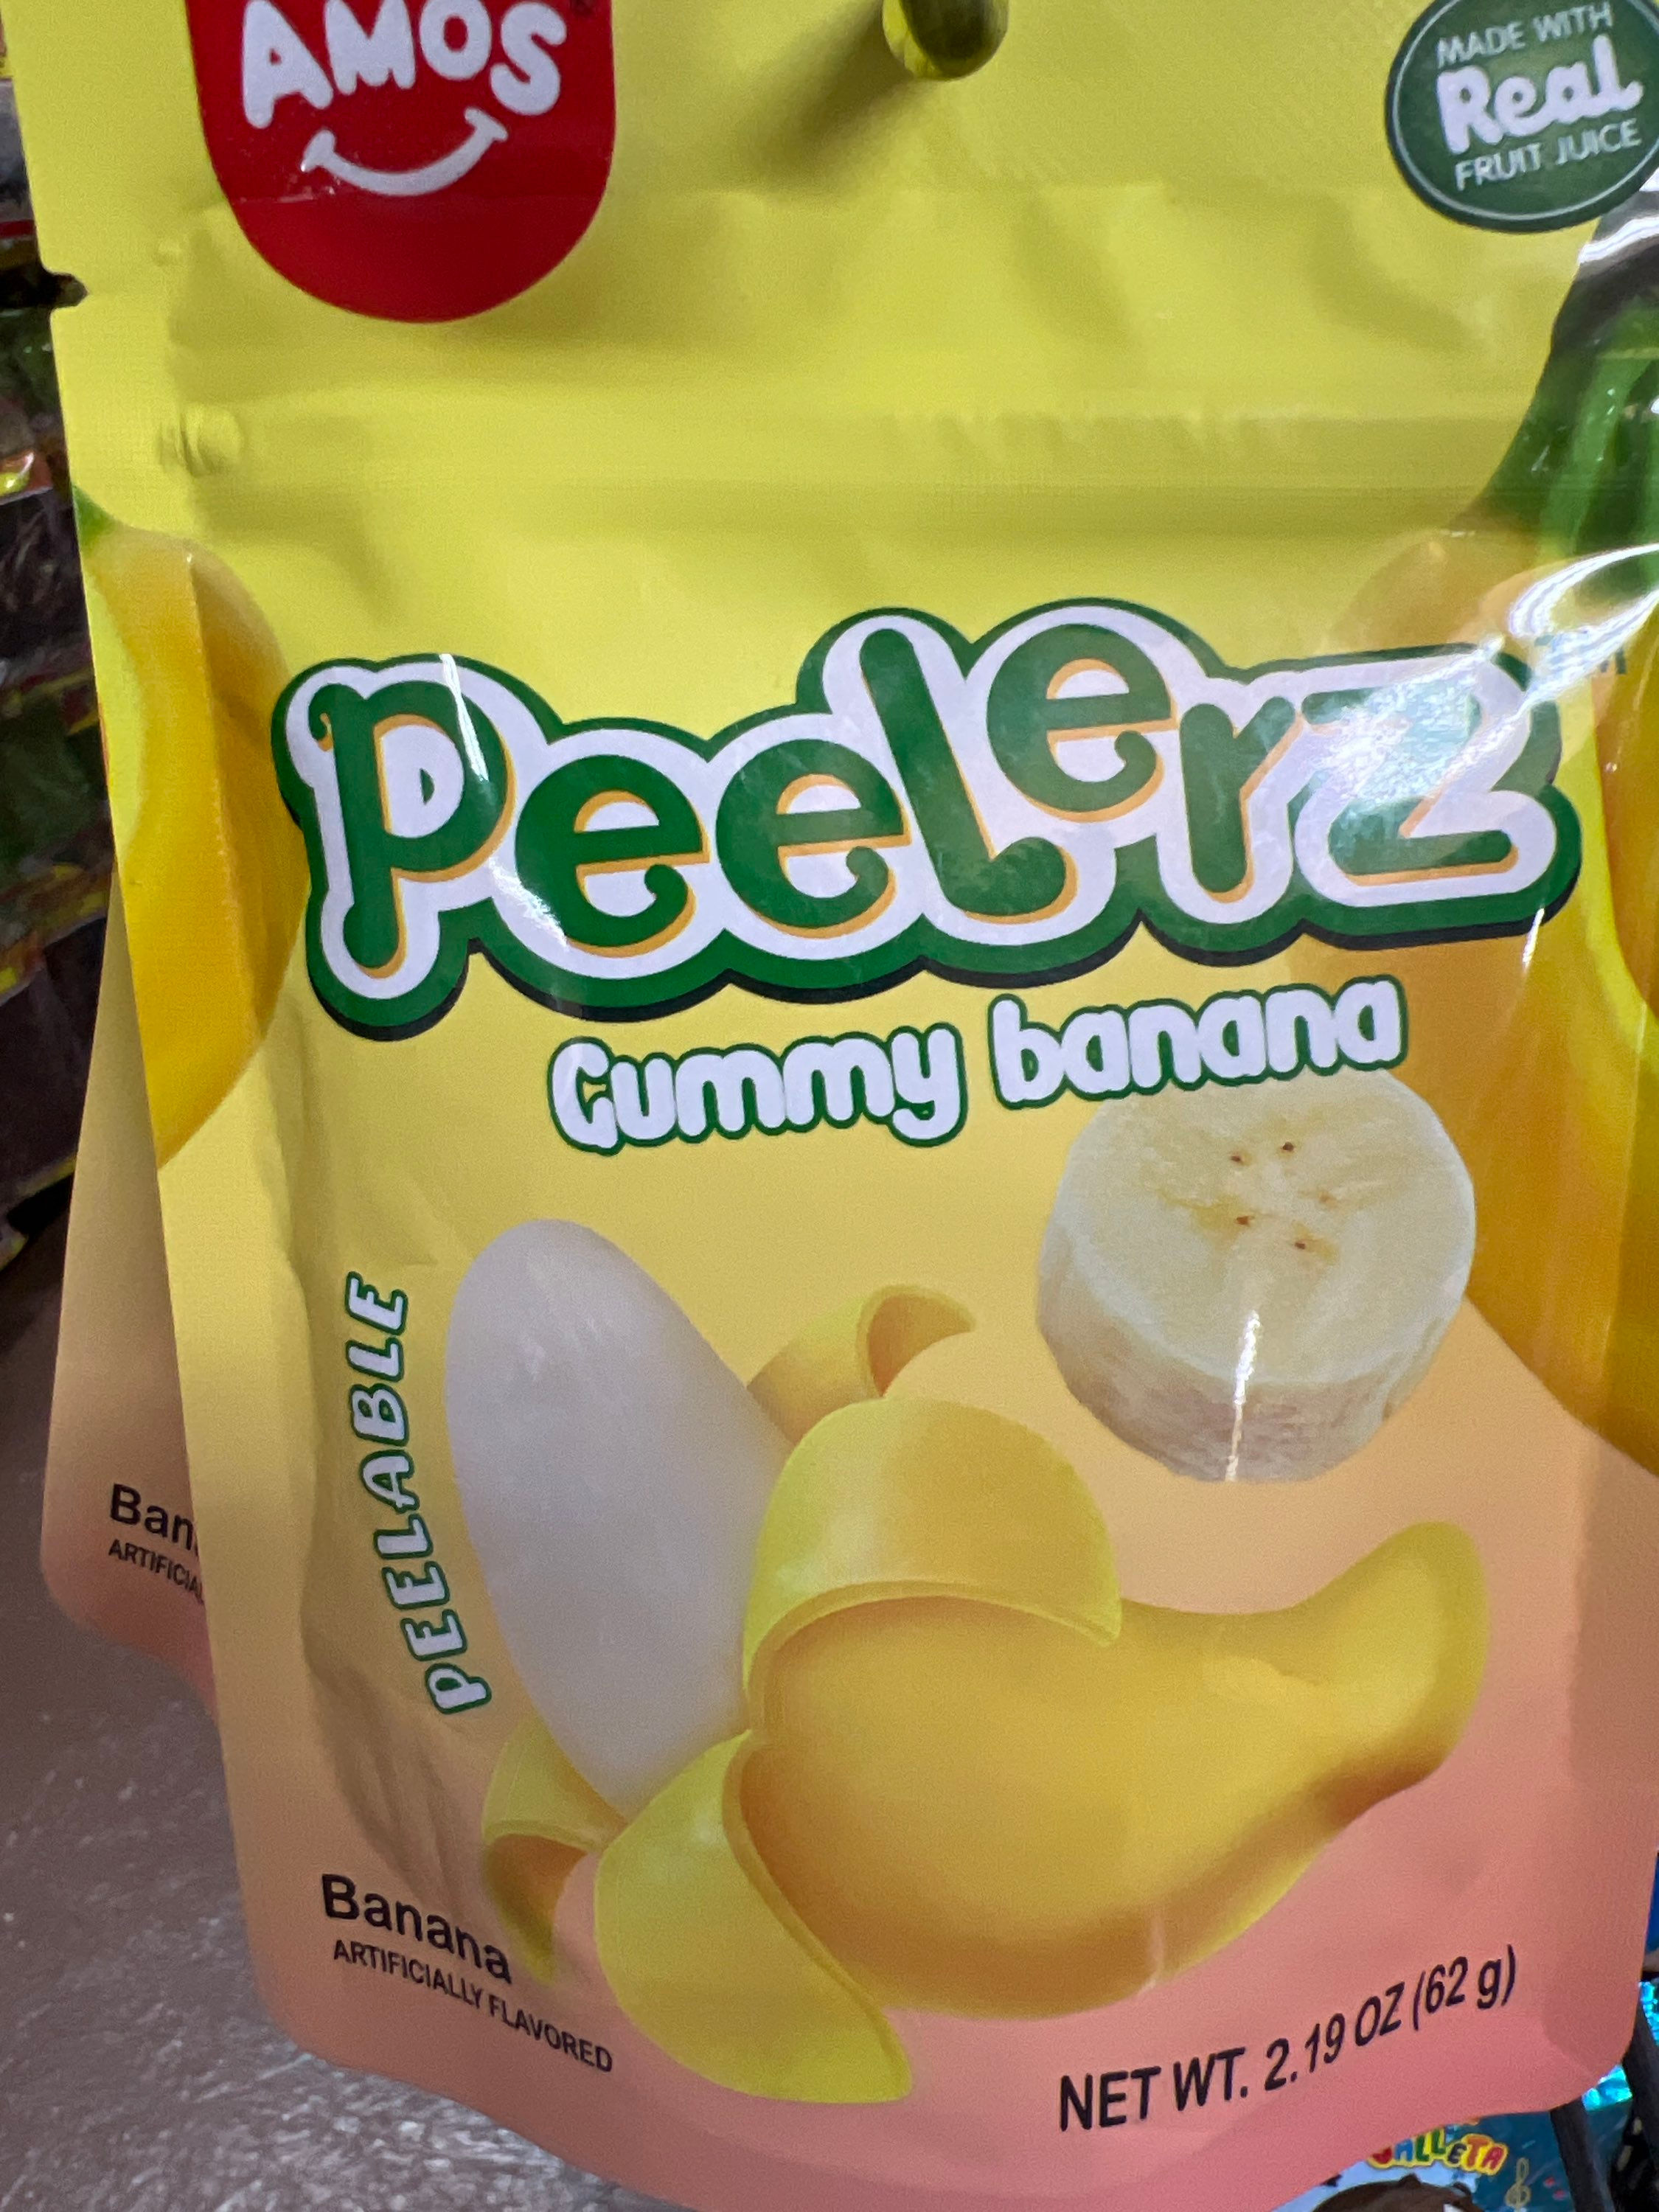 AMOS
MADE WITH
Real
FRUIT JUICE
Peelerz
Gummy banana
PEELABLE
Ban
ARTIFICIA
Banana
ARTIFICIALLY FLAVORED
NET WT. 2.19 OZ (62 g)